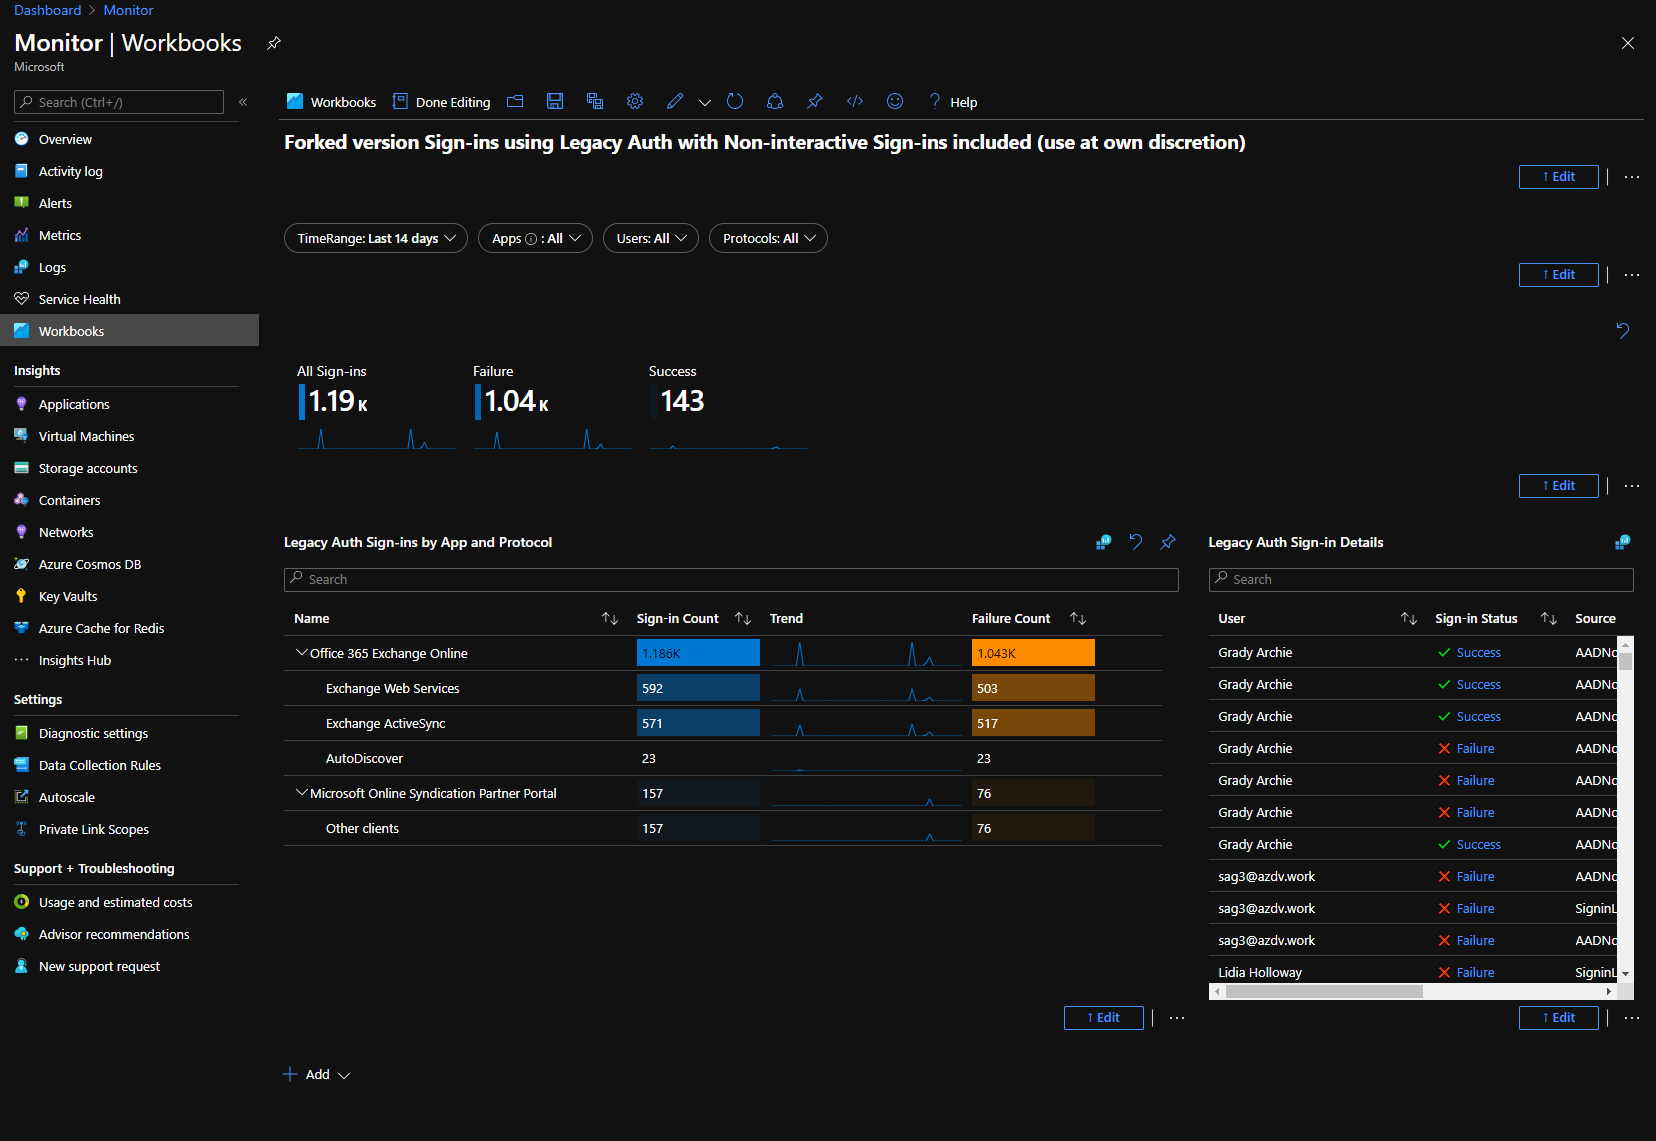 Dashboard > Monitor
Monitor | Workbooks
Microsoft
Search (Ctrl+/)
«
Workbooks
Done Editing
? Help
Overview
Activity log
Alerts
Metrics
Logs
Service Health
Workbooks
Insights
Applications
Virtual Machines
Storage accounts
Containers
Networks
Azure Cosmos DB
Key Vaults
Azure Cache for Redis
Insights Hub
Settings
Diagnostic settings
Data Collection Rules
Autoscale
Private Link Scopes
Support + Troubleshooting
Usage and estimated costs
Advisor recommendations
New support request
Forked version Sign-ins using Legacy Auth with Non-interactive Sign-ins included (use at own discretion)
↑ Edit | ...
TimeRange: Last 14 days
Apps : All
Users: All
Protocols: All
↑ Edit | ...
All Sign-ins
1.19 K
Failure
1.04 K
Success
143
↑ Edit | ...
Legacy Auth Sign-ins by App and Protocol
Search
Name ↑↓ Sign-in Count ↑↓ Trend Failure Count ↑↓
Office 365 Exchange Online 1.186K 1.043K
Exchange Web Services 592 503
Exchange ActiveSync 571 517
AutoDiscover 23 23
Microsoft Online Syndication Partner Portal 157 76
Other clients 157 76
↑ Edit | ...
Legacy Auth Sign-in Details
Search
User ↑↓ Sign-in Status ↑↓ Source
Grady Archie Success AADNo
Grady Archie Success AADNo
Grady Archie Success AADNo
Grady Archie Failure AADNo
Grady Archie Failure AADNo
Grady Archie Failure AADNo
Grady Archie Success AADNo
sag3@azdv.work Failure AADNo
sag3@azdv.work Failure SigninL
sag3@azdv.work Failure AADNo
Lidia Holloway Failure SigninL
↑ Edit | ...
+ Add